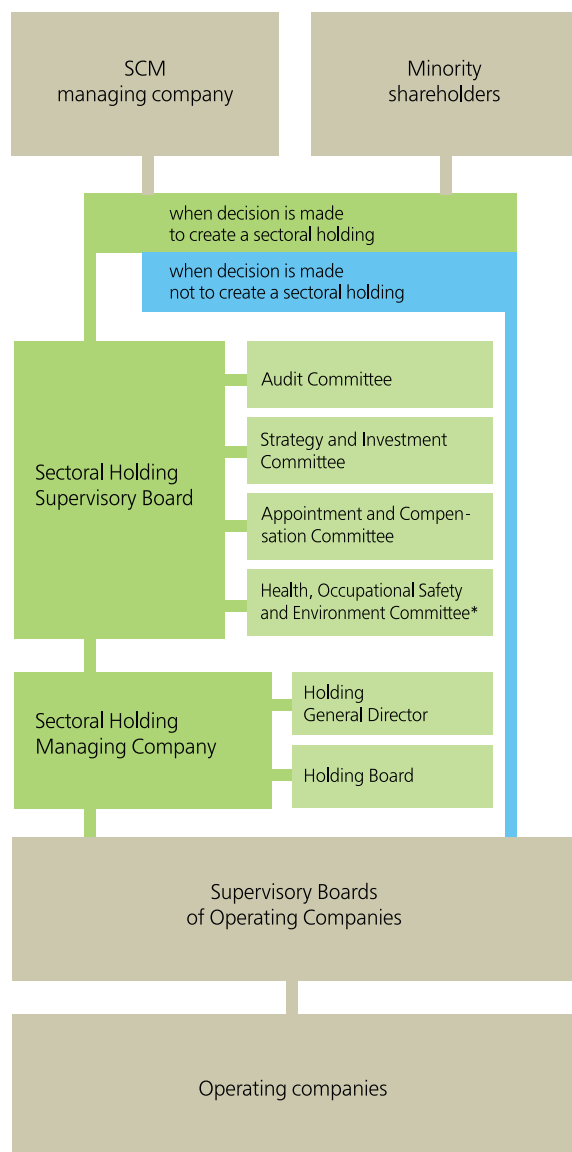 SCM
managing company
Minority
shareholders
when decision is made
to create a sectoral holding
when decision is made
not to create a sectoral holding
Sectoral Holding
Supervisory Board
Audit Committee
Strategy and Investment
Committee
Appointment and Compen-
sation Committee
Health, Occupational Safety
and Environment Committee*
Sectoral Holding
Managing Company
Holding
General Director
Holding Board
Supervisory Boards
of Operating Companies
Operating companies